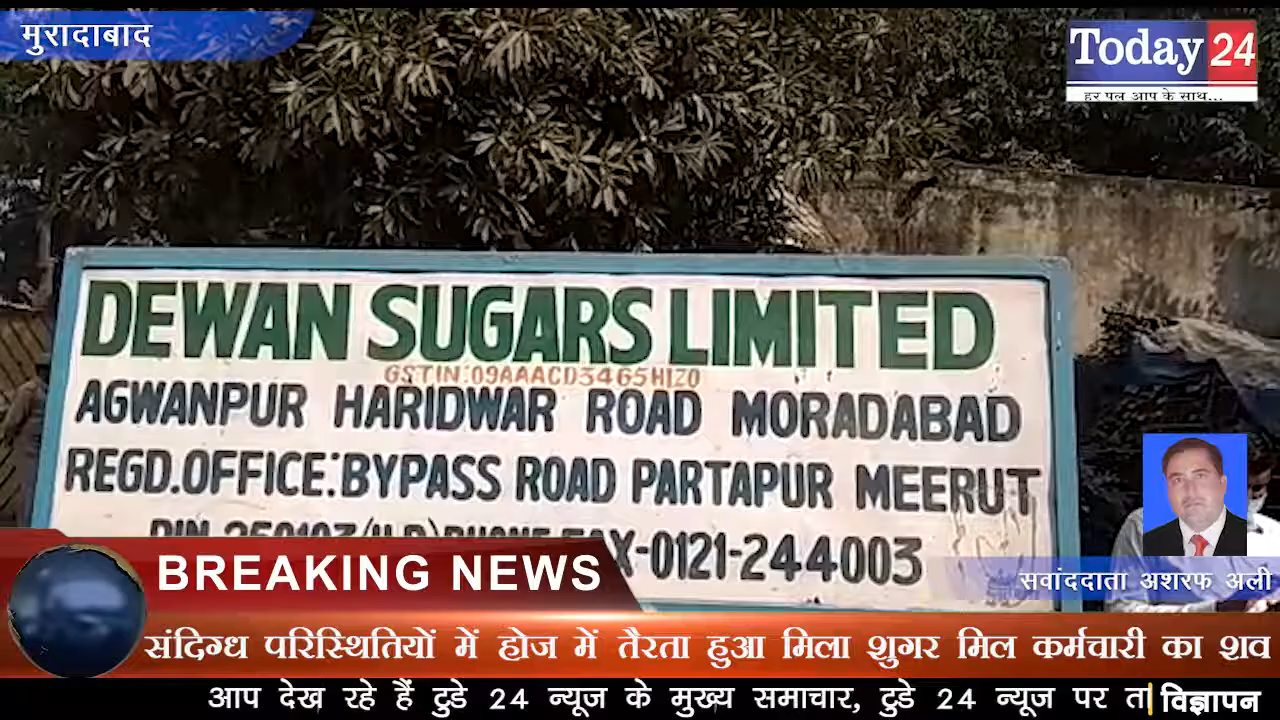 मुरादाबाद
Today 24
हर पल आप के साथ...
DEWAN SUGARS LIMITED
GSTIN:09AAACD3465H1Z0
AGWANPUR HARIDWAR ROAD MORADABAD
REGD.OFFICE:BYPASS ROAD PARTAPUR MEERUT
FAX-0121-244003
BREAKING NEWS
सवांददाता अशरफ अली
संदिग्ध परिस्थितियों में होज में तैरता हुआ मिला शुगर मिल कर्मचारी का शव
आप देख रहे हैं टुडे 24 न्यूज के मुख्य समाचार, टुडे 24 न्यूज पर
विज्ञापन